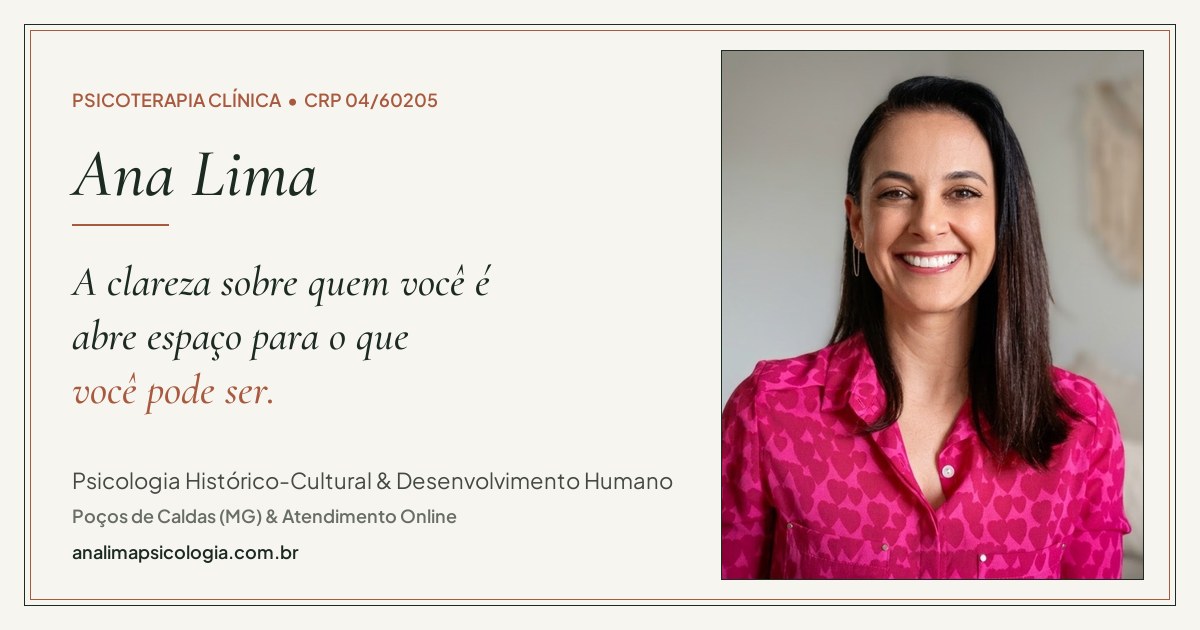 PSICOTERAPIA CLÍNICA • CRP 04/60205
Ana Lima
A clareza sobre quem você é
abre espaço para o que
você pode ser.
Psicologia Histórico-Cultural & Desenvolvimento Humano
Poços de Caldas (MG) & Atendimento Online
analimapsicologia.com.br